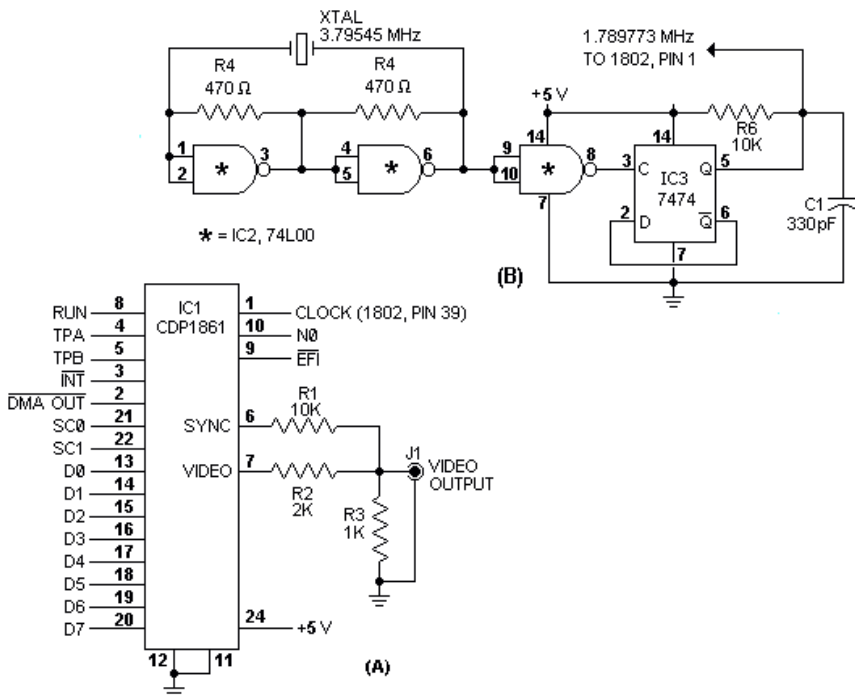 XTAL
3.79545 MHz
R4
470 Ω
R4
470 Ω
1.789773 MHz
TO 1802, PIN 1
+5 V
R6
10K
C1
330pF
1
2
*
3
4
5
*
6
9
10
14
*
8
7
14
3 C Q 5
IC3
7474
2 D Q̅ 6
7
* = IC2, 74L00
(B)
IC1
CDP1861
RUN 8
TPA 4
TPB 5
I̅N̅T̅ 3
D̅M̅A̅ O̅U̅T̅ 2
SC0 21
SC1 22
D0 13
D1 14
D2 15
D3 16
D4 17
D5 18
D6 19
D7 20
1 CLOCK (1802, PIN 39)
10 N0
9 E̅F̅I̅
SYNC 6
R1
10K
VIDEO 7
R2
2K
R3
1K
J1
VIDEO
OUTPUT
24 +5 V
12 11
(A)